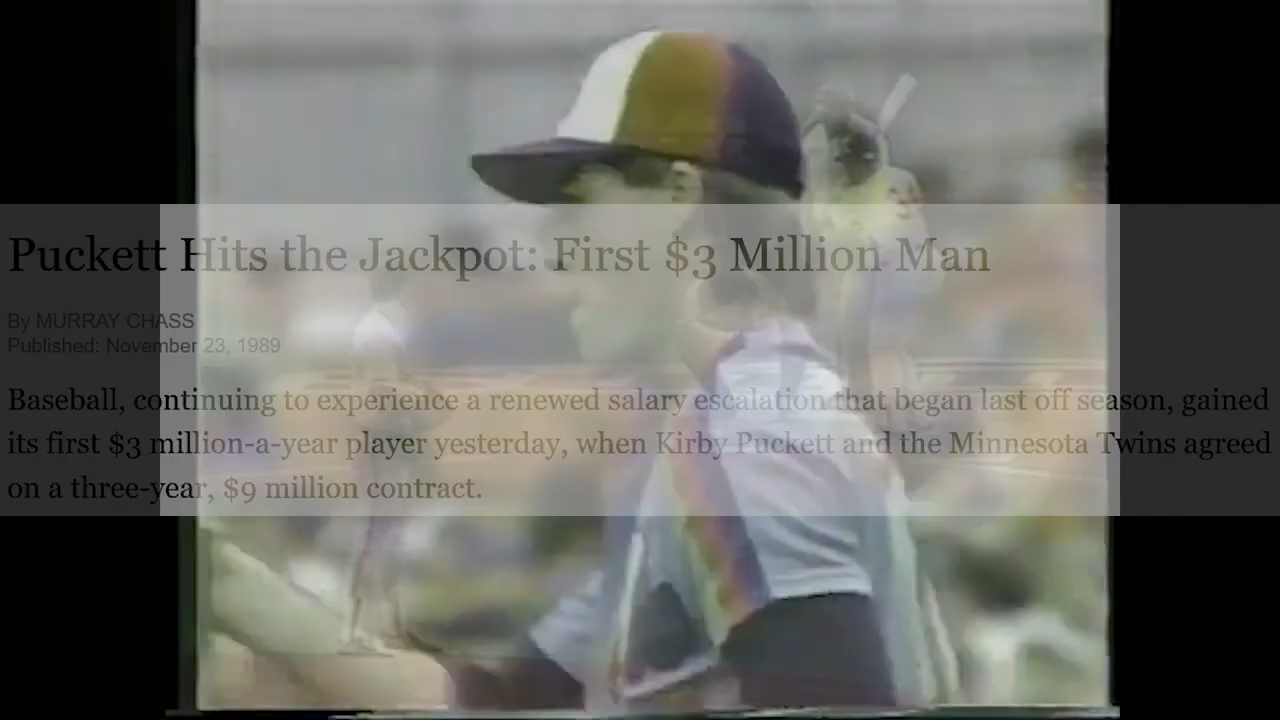 Puckett Hits the Jackpot: First $3 Million Man
By MURRAY CHASS
Published: November 23, 1989
Baseball, continuing to experience a renewed salary escalation that began last off season, gained
its first $3 million-a-year player yesterday, when Kirby Puckett and the Minnesota Twins agreed
on a three-year, $9 million contract.